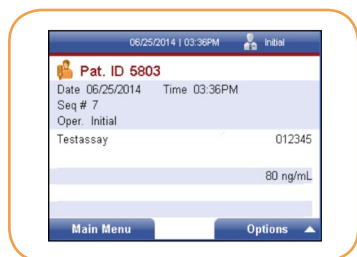 06/25/2014 | 03:36PM Initial
Pat. ID 5803
Date 06/25/2014 Time 03:36PM
Seq # 7
Oper. Initial
Testassay 012345
80 ng/mL
Main Menu Options